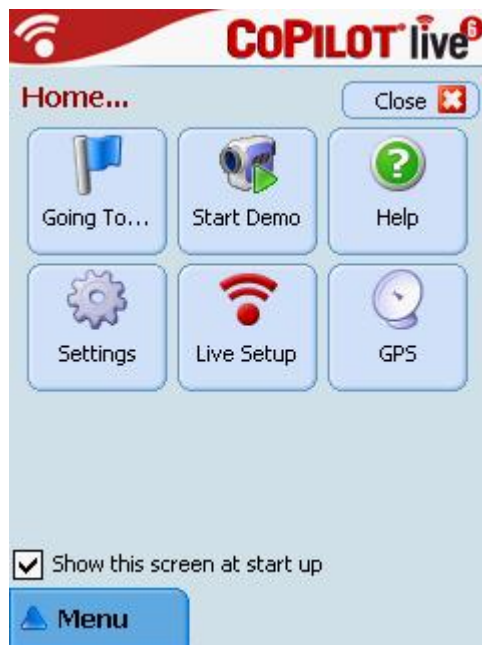 CoPILOT live 6
Home...
Close
Going To...
Start Demo
Help
Settings
Live Setup
GPS
Show this screen at start up
Menu